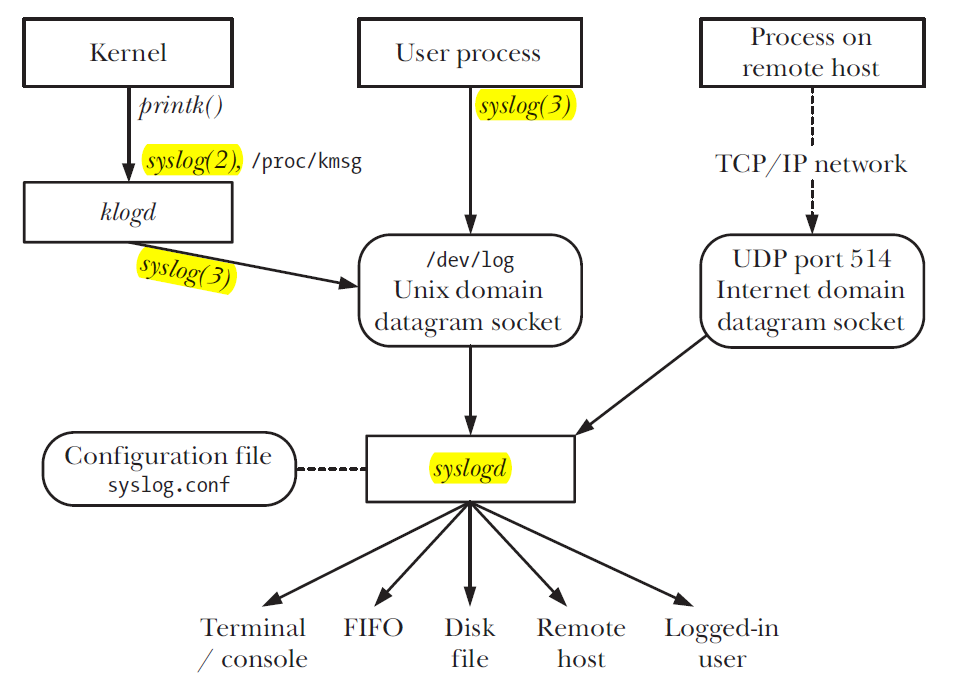 Kernel
User process
Process on
remote host
printk()
syslog(3)
syslog(2), /proc/kmsg
TCP/IP network
klogd
syslog(3)
/dev/log
Unix domain
datagram socket
UDP port 514
Internet domain
datagram socket
Configuration file
syslog.conf
syslogd
Terminal
/ console
FIFO
Disk
file
Remote
host
Logged-in
user